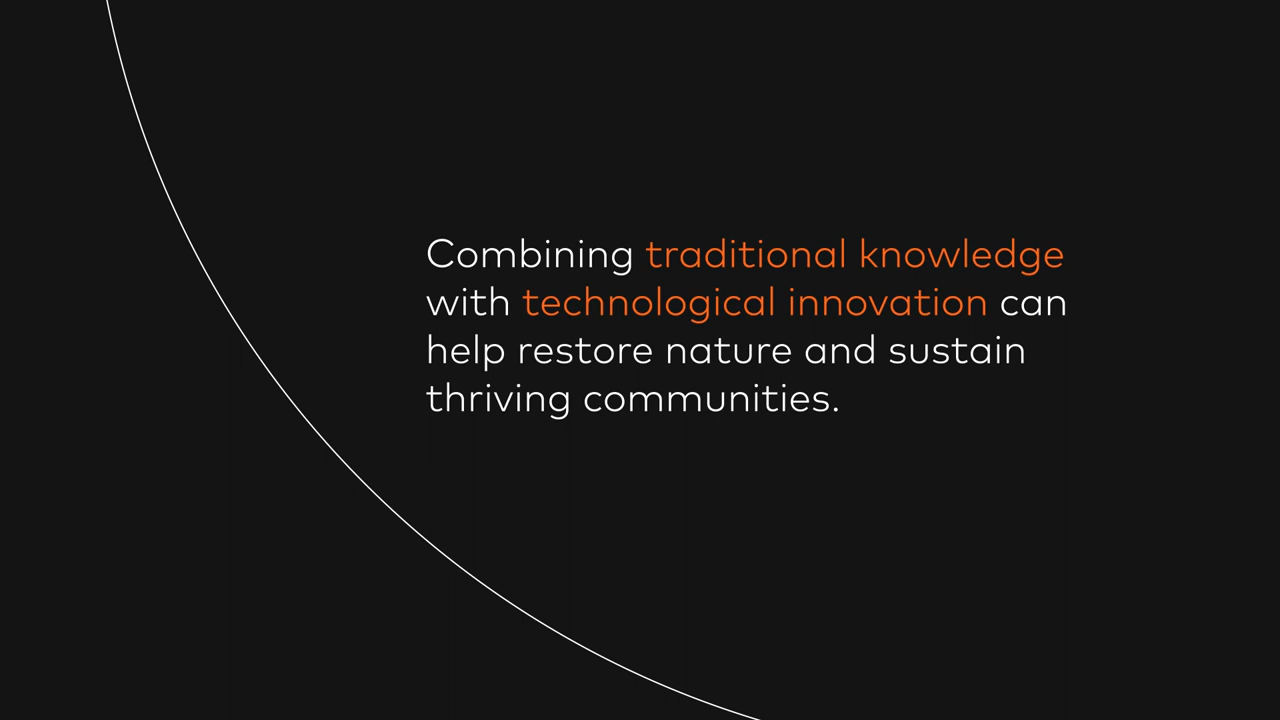 Combining traditional knowledge
with technological innovation can
help restore nature and sustain
thriving communities.